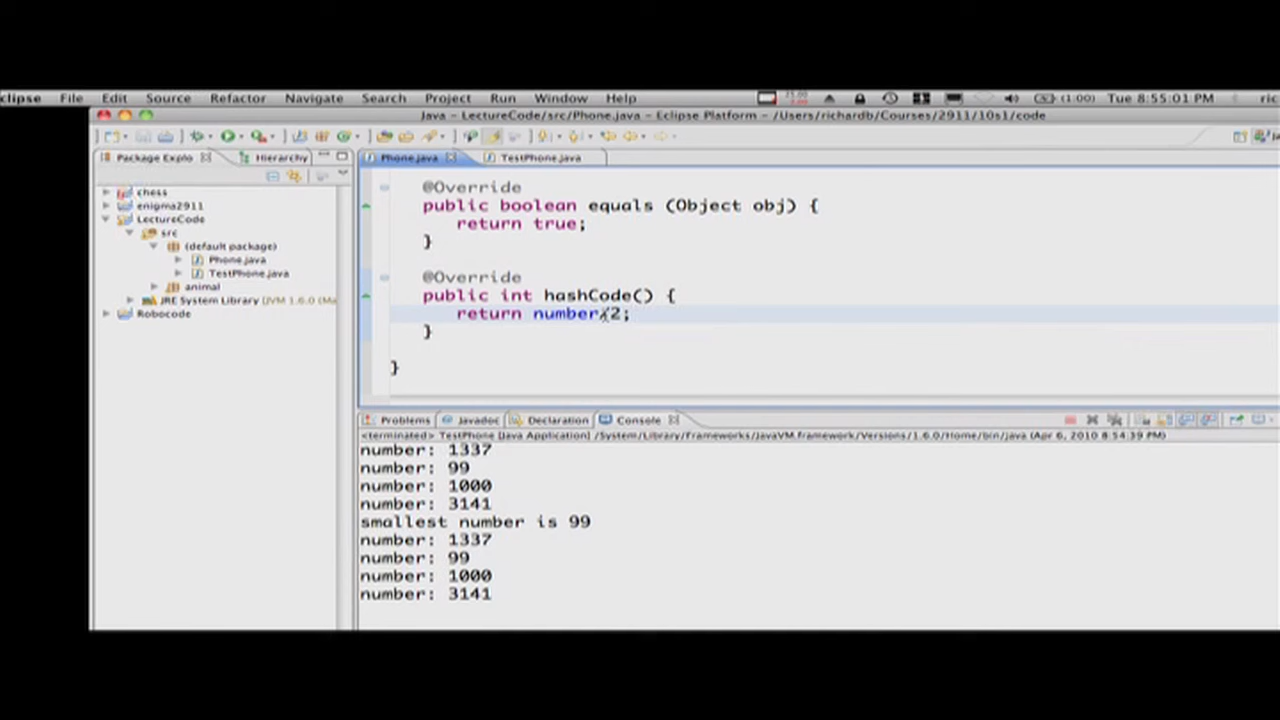 clipse File Edit Source Refactor Navigate Search Project Run Window Help (1:00) Tue 8:55:01 PM ric
Java - LectureCode/src/Phone.java - Eclipse Platform - /Users/richardb/Courses/2911/10s1/code
Package Explo Hierarchy
Phone.java TestPhone.java
chess
enigma2911
LectureCode
src
(default package)
Phone.java
TestPhone.java
animal
JRE System Library [JVM 1.6.0 (Ma
Robocode
@Override
public boolean equals (Object obj) {
return true;
}
@Override
public int hashCode() {
return number/2;
}
}
Problems Javadoc Declaration Console
<terminated> TestPhone [Java Application] /System/Library/Frameworks/JavaVM.framework/Versions/1.6.0/Home/bin/java (Apr 6, 2010 8:54:39 PM)
number: 1337
number: 99
number: 1000
number: 3141
smallest number is 99
number: 1337
number: 99
number: 1000
number: 3141